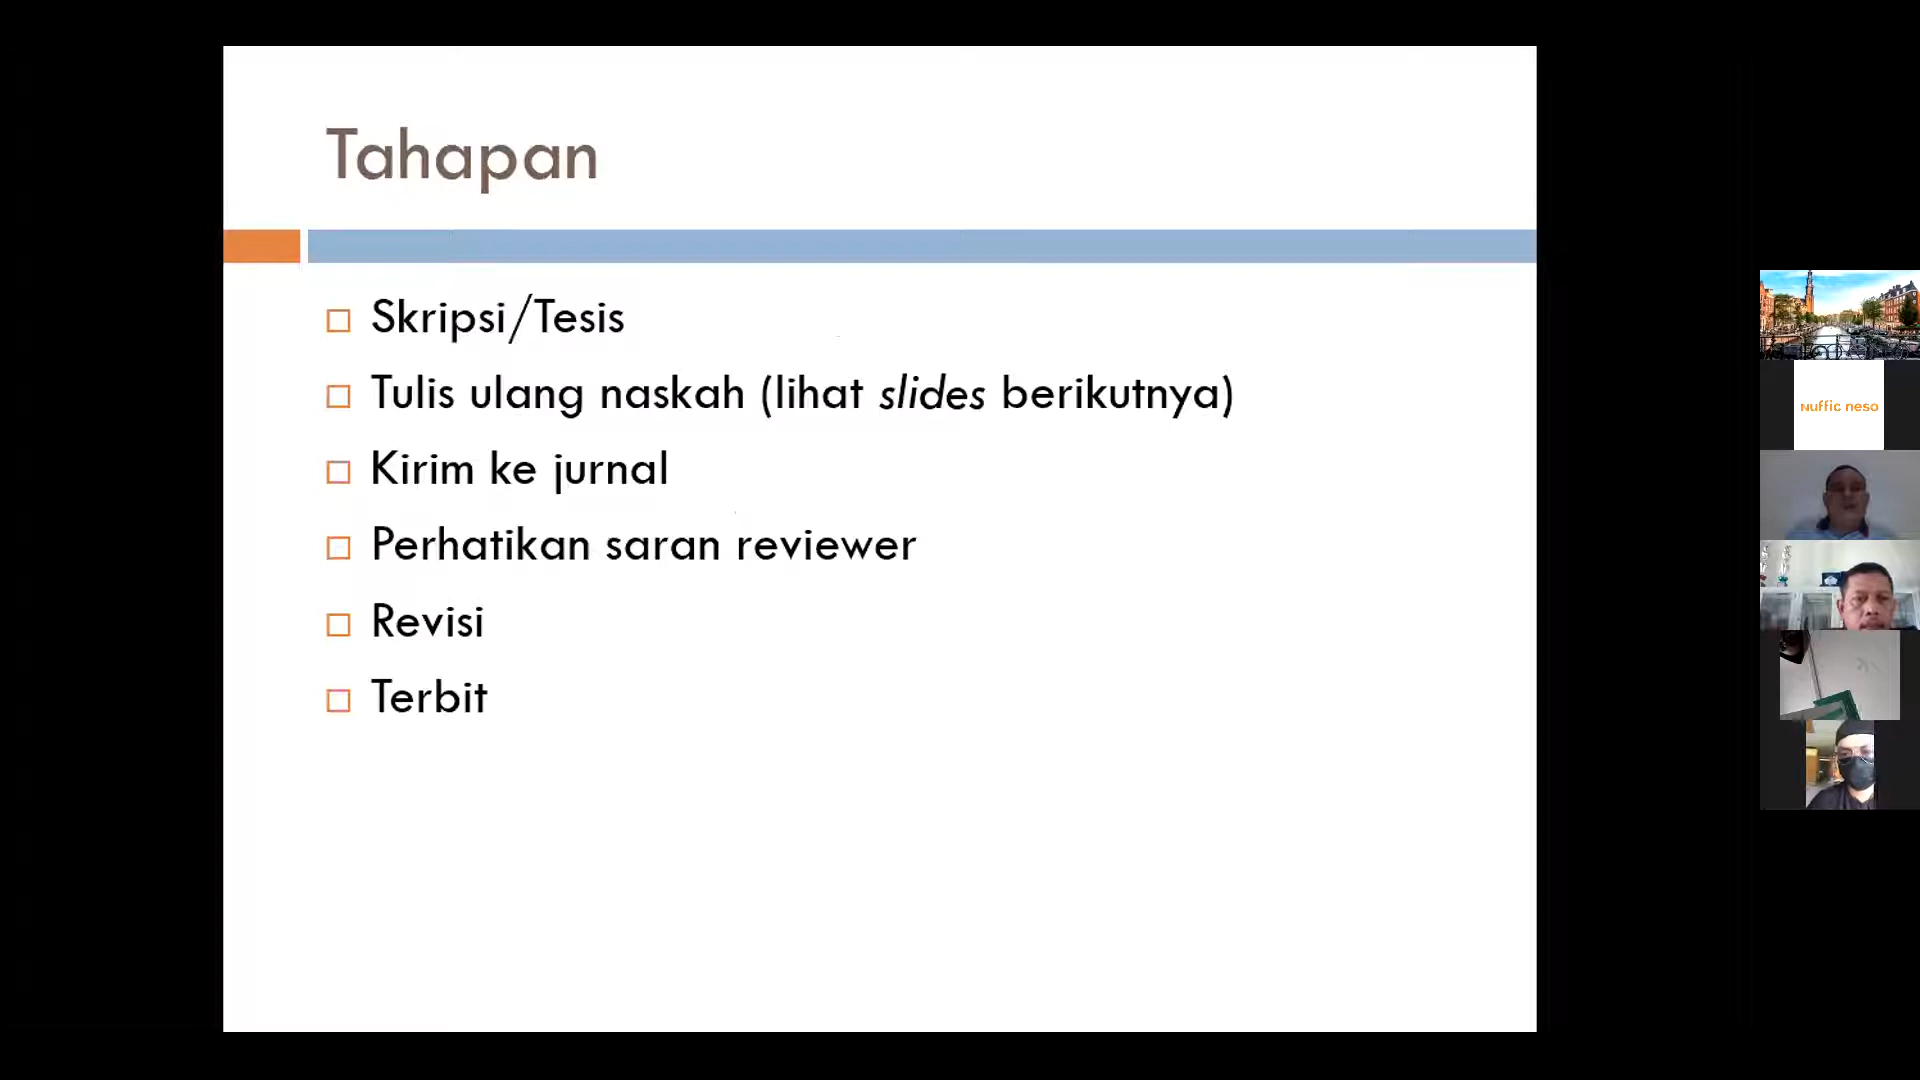 Tahapan
Skripsi/Tesis
Tulis ulang naskah (lihat slides berikutnya)
Kirim ke jurnal
Perhatikan saran reviewer
Revisi
Terbit
nuffic neso